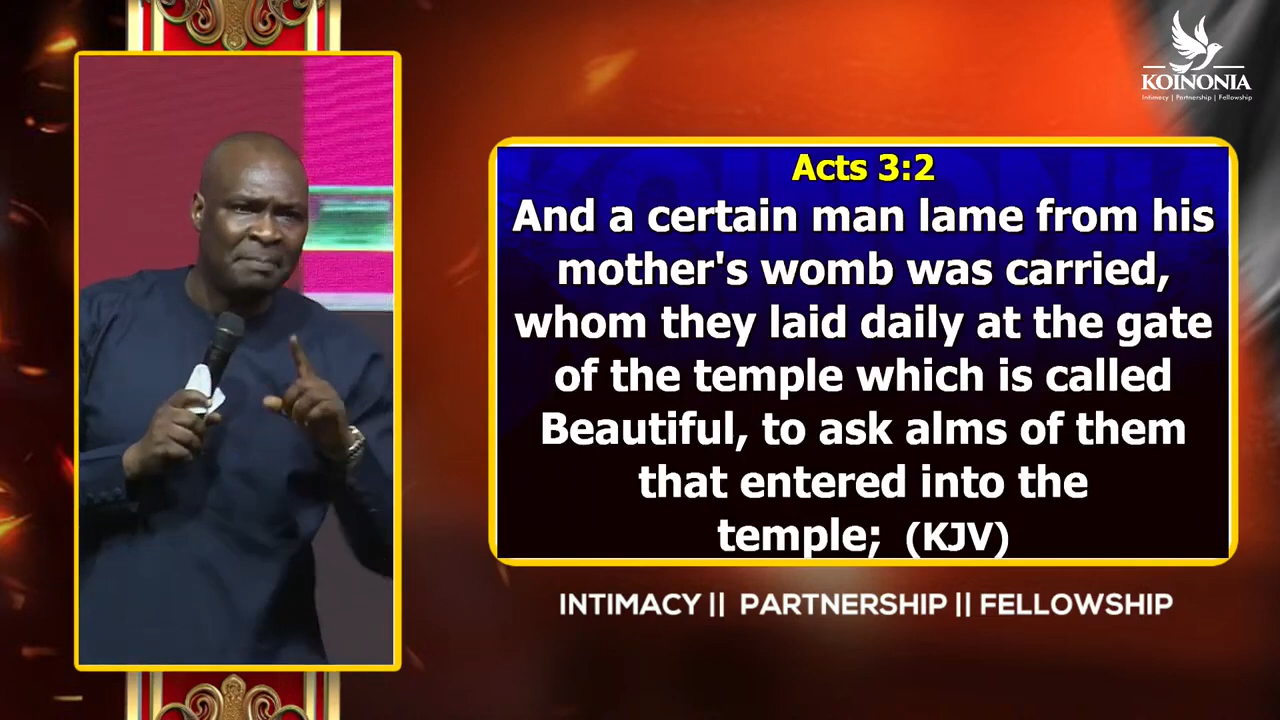 KOINONIA
Intimacy | Partnership | Fellowship
Acts 3:2
And a certain man lame from his
mother's womb was carried,
whom they laid daily at the gate
of the temple which is called
Beautiful, to ask alms of them
that entered into the
temple; (KJV)
INTIMACY || PARTNERSHIP || FELLOWSHIP